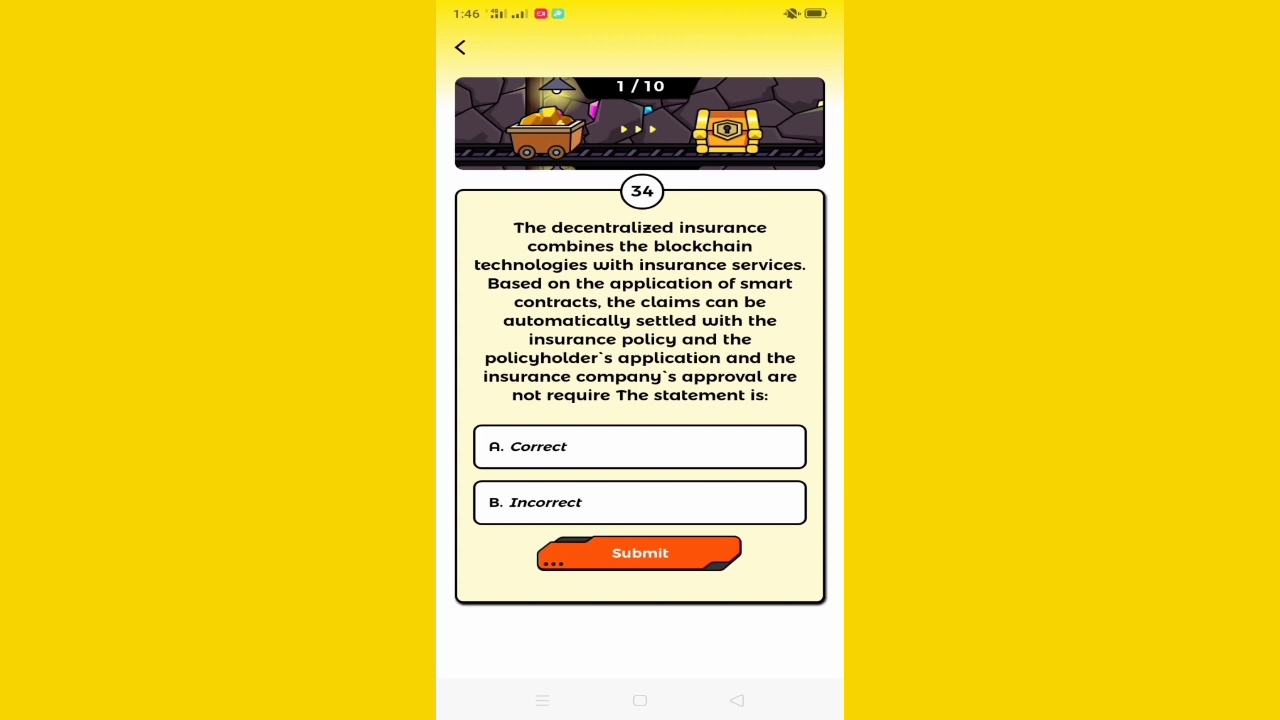 1:46
1 / 10
34
The decentralized insurance
combines the blockchain
technologies with insurance services.
Based on the application of smart
contracts, the claims can be
automatically settled with the
insurance policy and the
policyholder`s application and the
insurance company`s approval are
not require The statement is:
A. Correct
B. Incorrect
Submit